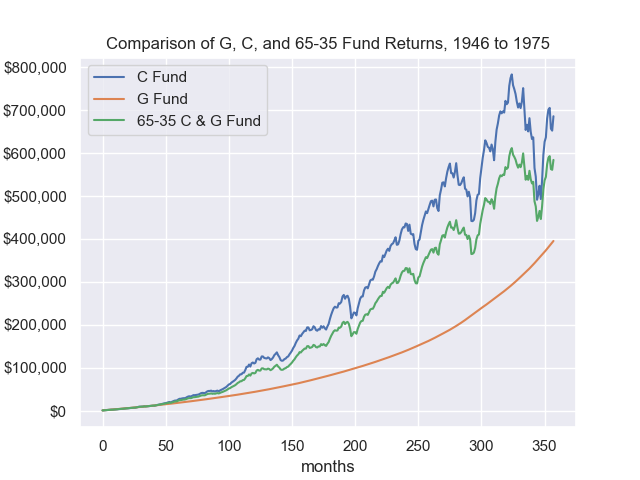 Comparison of G, C, and 65-35 Fund Returns, 1946 to 1975
$800,000
$700,000
$600,000
$500,000
$400,000
$300,000
$200,000
$100,000
$0
C Fund
G Fund
65-35 C & G Fund
0 50 100 150 200 250 300 350
months